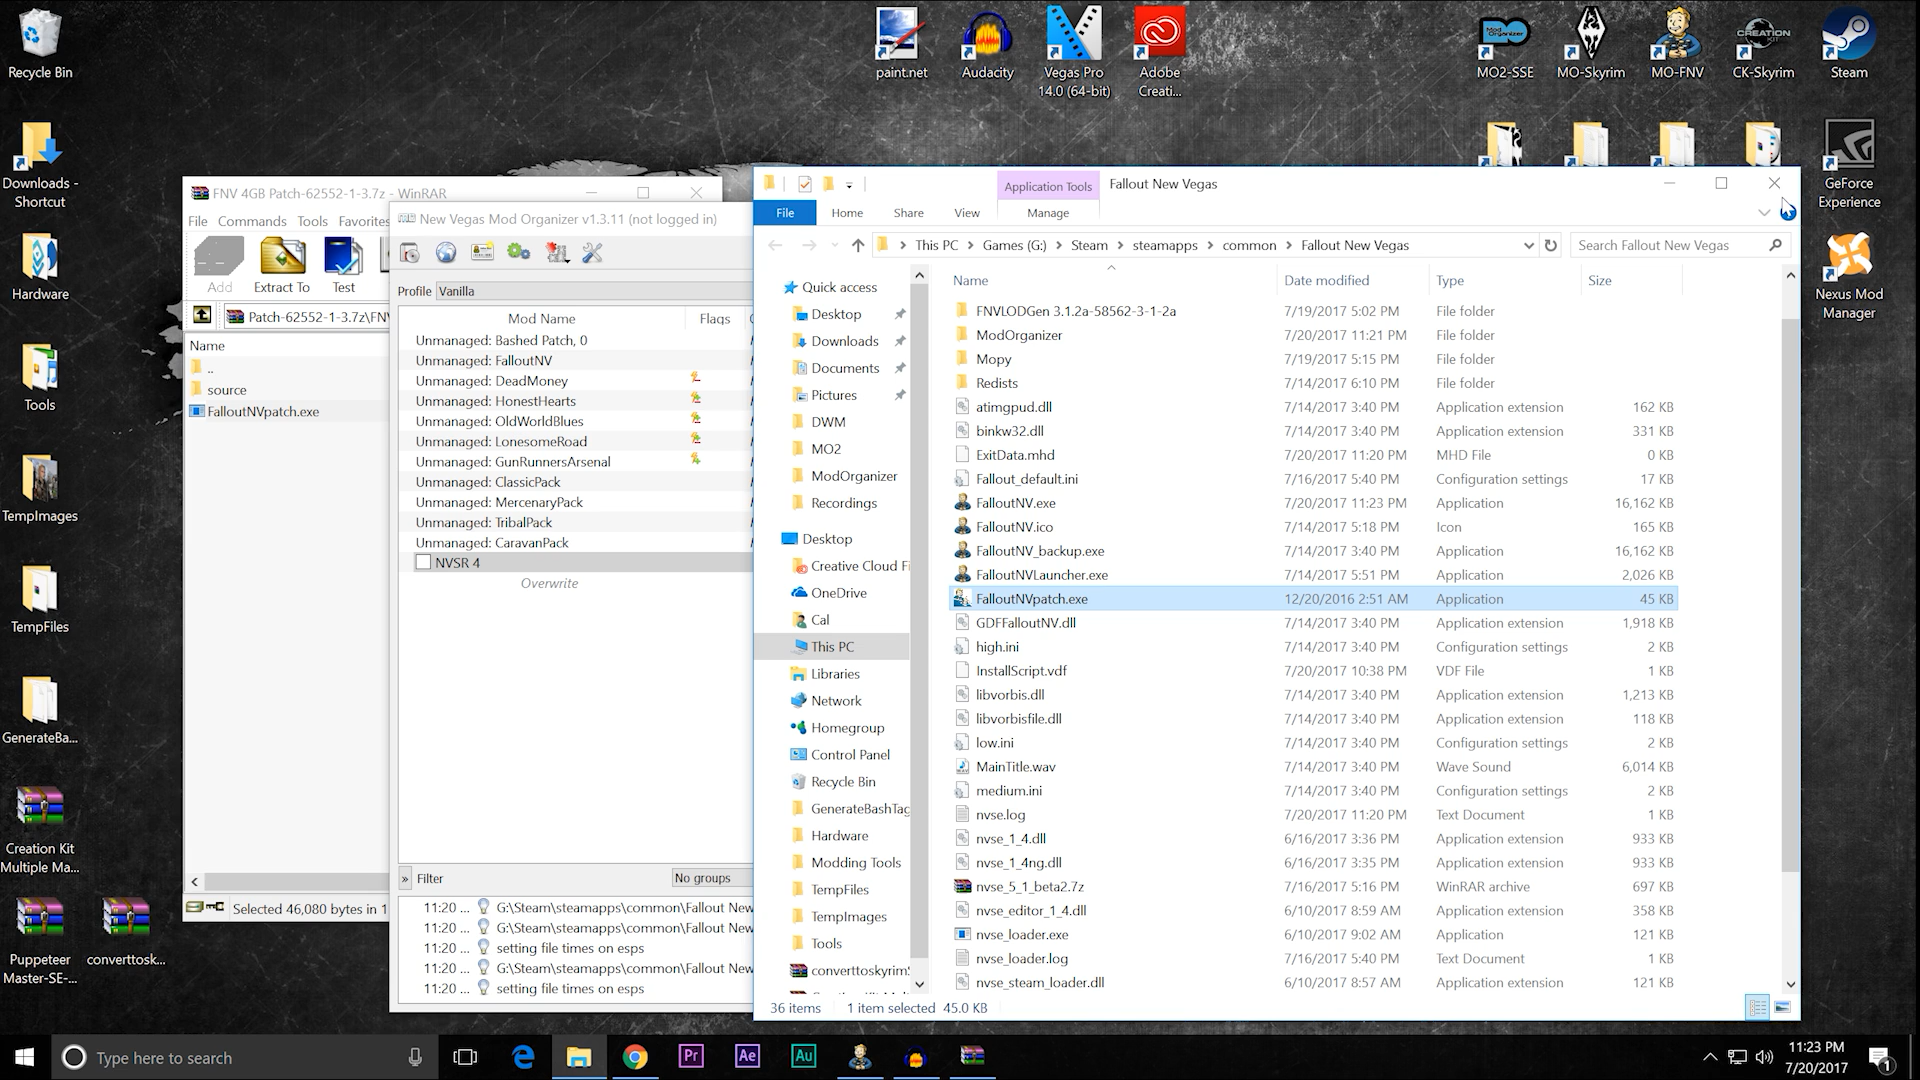 Recycle Bin
Downloads -
Shortcut
Hardware
Tools
TempImages
TempFiles
GenerateBa...
Creation Kit
Multiple Ma...
Puppeteer
Master-SE-...
converttosk...
paint.net
Audacity
Vegas Pro
14.0 (64-bit)
Adobe
Creati...
MO2-SSE
MO-Skyrim
MO-FNV
CREATION
KIT
CK-Skyrim
Steam
GeForce
Experience
Nexus Mod
Manager
FNV 4GB Patch-62552-1-3.7z - WinRAR
File Commands Tools Favorites
Add Extract To Test
Patch-62552-1-3.7z\FNV
Name
..
source
FalloutNVpatch.exe
Selected 46,080 bytes in 1
New Vegas Mod Organizer v1.3.11 (not logged in)
Profile Vanilla
Mod Name Flags
Unmanaged: Bashed Patch, 0
Unmanaged: FalloutNV
Unmanaged: DeadMoney
Unmanaged: HonestHearts
Unmanaged: OldWorldBlues
Unmanaged: LonesomeRoad
Unmanaged: GunRunnersArsenal
Unmanaged: ClassicPack
Unmanaged: MercenaryPack
Unmanaged: TribalPack
Unmanaged: CaravanPack
NVSR 4
Overwrite
» Filter No groups
11:20 ... G:\Steam\steamapps\common\Fallout New
11:20 ... G:\Steam\steamapps\common\Fallout New
11:20 ... setting file times on esps
11:20 ... G:\Steam\steamapps\common\Fallout New
11:20 ... setting file times on esps
Application Tools Fallout New Vegas
File Home Share View Manage
This PC Games (G:) Steam steamapps common Fallout New Vegas
Search Fallout New Vegas
Quick access
Desktop
Downloads
Documents
Pictures
DWM
MO2
ModOrganizer
Recordings
Desktop
Creative Cloud Fi
OneDrive
Cal
This PC
Libraries
Network
Homegroup
Control Panel
Recycle Bin
GenerateBashTag
Hardware
Modding Tools
TempFiles
TempImages
Tools
converttoskyrimS
Name Date modified Type Size
FNVLODGen 3.1.2a-58562-3-1-2a 7/19/2017 5:02 PM File folder
ModOrganizer 7/20/2017 11:21 PM File folder
Mopy 7/19/2017 5:15 PM File folder
Redists 7/14/2017 6:10 PM File folder
atimgpud.dll 7/14/2017 3:40 PM Application extension 162 KB
binkw32.dll 7/14/2017 3:40 PM Application extension 331 KB
ExitData.mhd 7/20/2017 11:20 PM MHD File 0 KB
Fallout_default.ini 7/16/2017 5:40 PM Configuration settings 17 KB
FalloutNV.exe 7/20/2017 11:23 PM Application 16,162 KB
FalloutNV.ico 7/14/2017 5:18 PM Icon 165 KB
FalloutNV_backup.exe 7/14/2017 3:40 PM Application 16,162 KB
FalloutNVLauncher.exe 7/14/2017 5:51 PM Application 2,026 KB
FalloutNVpatch.exe 12/20/2016 2:51 AM Application 45 KB
GDFFalloutNV.dll 7/14/2017 3:40 PM Application extension 1,918 KB
high.ini 7/14/2017 3:40 PM Configuration settings 2 KB
InstallScript.vdf 7/20/2017 10:38 PM VDF File 1 KB
libvorbis.dll 7/14/2017 3:40 PM Application extension 1,213 KB
libvorbisfile.dll 7/14/2017 3:40 PM Application extension 118 KB
low.ini 7/14/2017 3:40 PM Configuration settings 2 KB
MainTitle.wav 7/14/2017 3:40 PM Wave Sound 6,014 KB
medium.ini 7/14/2017 3:40 PM Configuration settings 2 KB
nvse.log 7/20/2017 11:20 PM Text Document 1 KB
nvse_1_4.dll 6/16/2017 3:36 PM Application extension 933 KB
nvse_1_4ng.dll 6/16/2017 3:35 PM Application extension 933 KB
nvse_5_1_beta2.7z 7/16/2017 5:16 PM WinRAR archive 697 KB
nvse_editor_1_4.dll 6/10/2017 8:59 AM Application extension 358 KB
nvse_loader.exe 6/10/2017 9:02 AM Application 121 KB
nvse_loader.log 7/16/2017 5:40 PM Text Document 1 KB
nvse_steam_loader.dll 6/10/2017 8:57 AM Application extension 121 KB
36 items 1 item selected 45.0 KB
Type here to search
Pr Ae Au
11:23 PM
7/20/2017
1